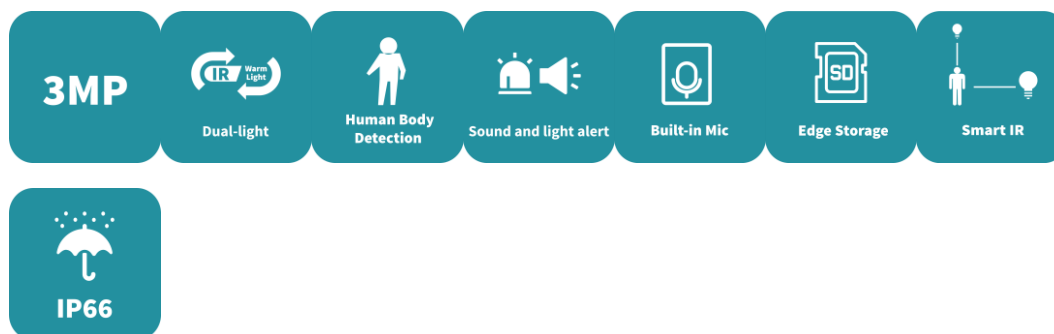 3MP
IR
Warm
Light
Dual-light
Human Body
Detection
Sound and light alert
Built-in Mic
SD
Edge Storage
Smart IR
IP66